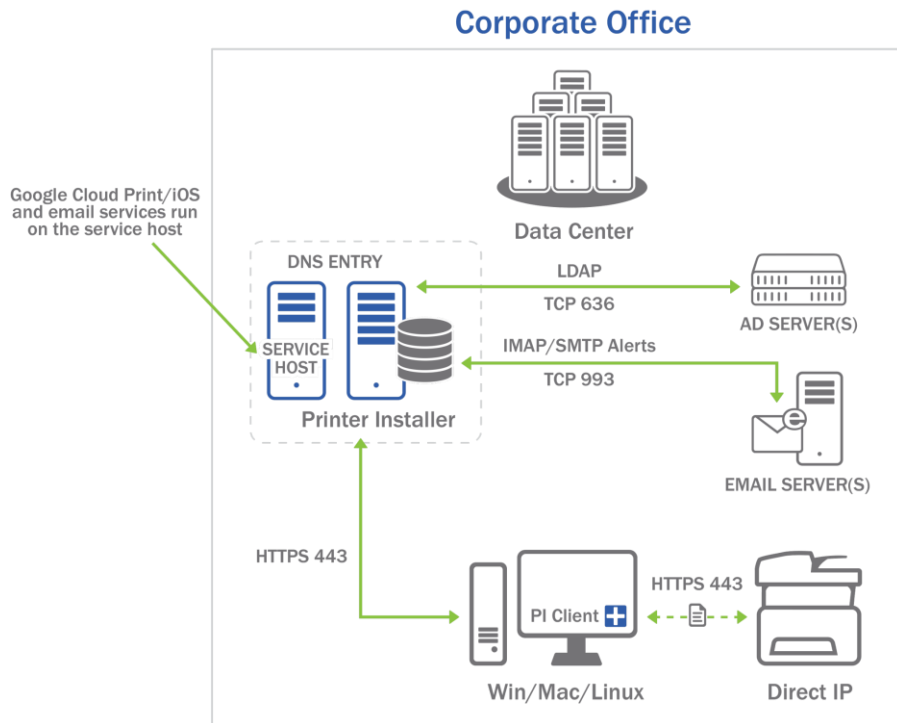 Corporate Office
Google Cloud Print/iOS
and email services run
on the service host
Data Center
DNS ENTRY
SERVICE
HOST
Printer Installer
LDAP
TCP 636
AD SERVER(S)
IMAP/SMTP Alerts
TCP 993
e
EMAIL SERVER(S)
HTTPS 443
PI Client
HTTPS 443
Win/Mac/Linux
Direct IP